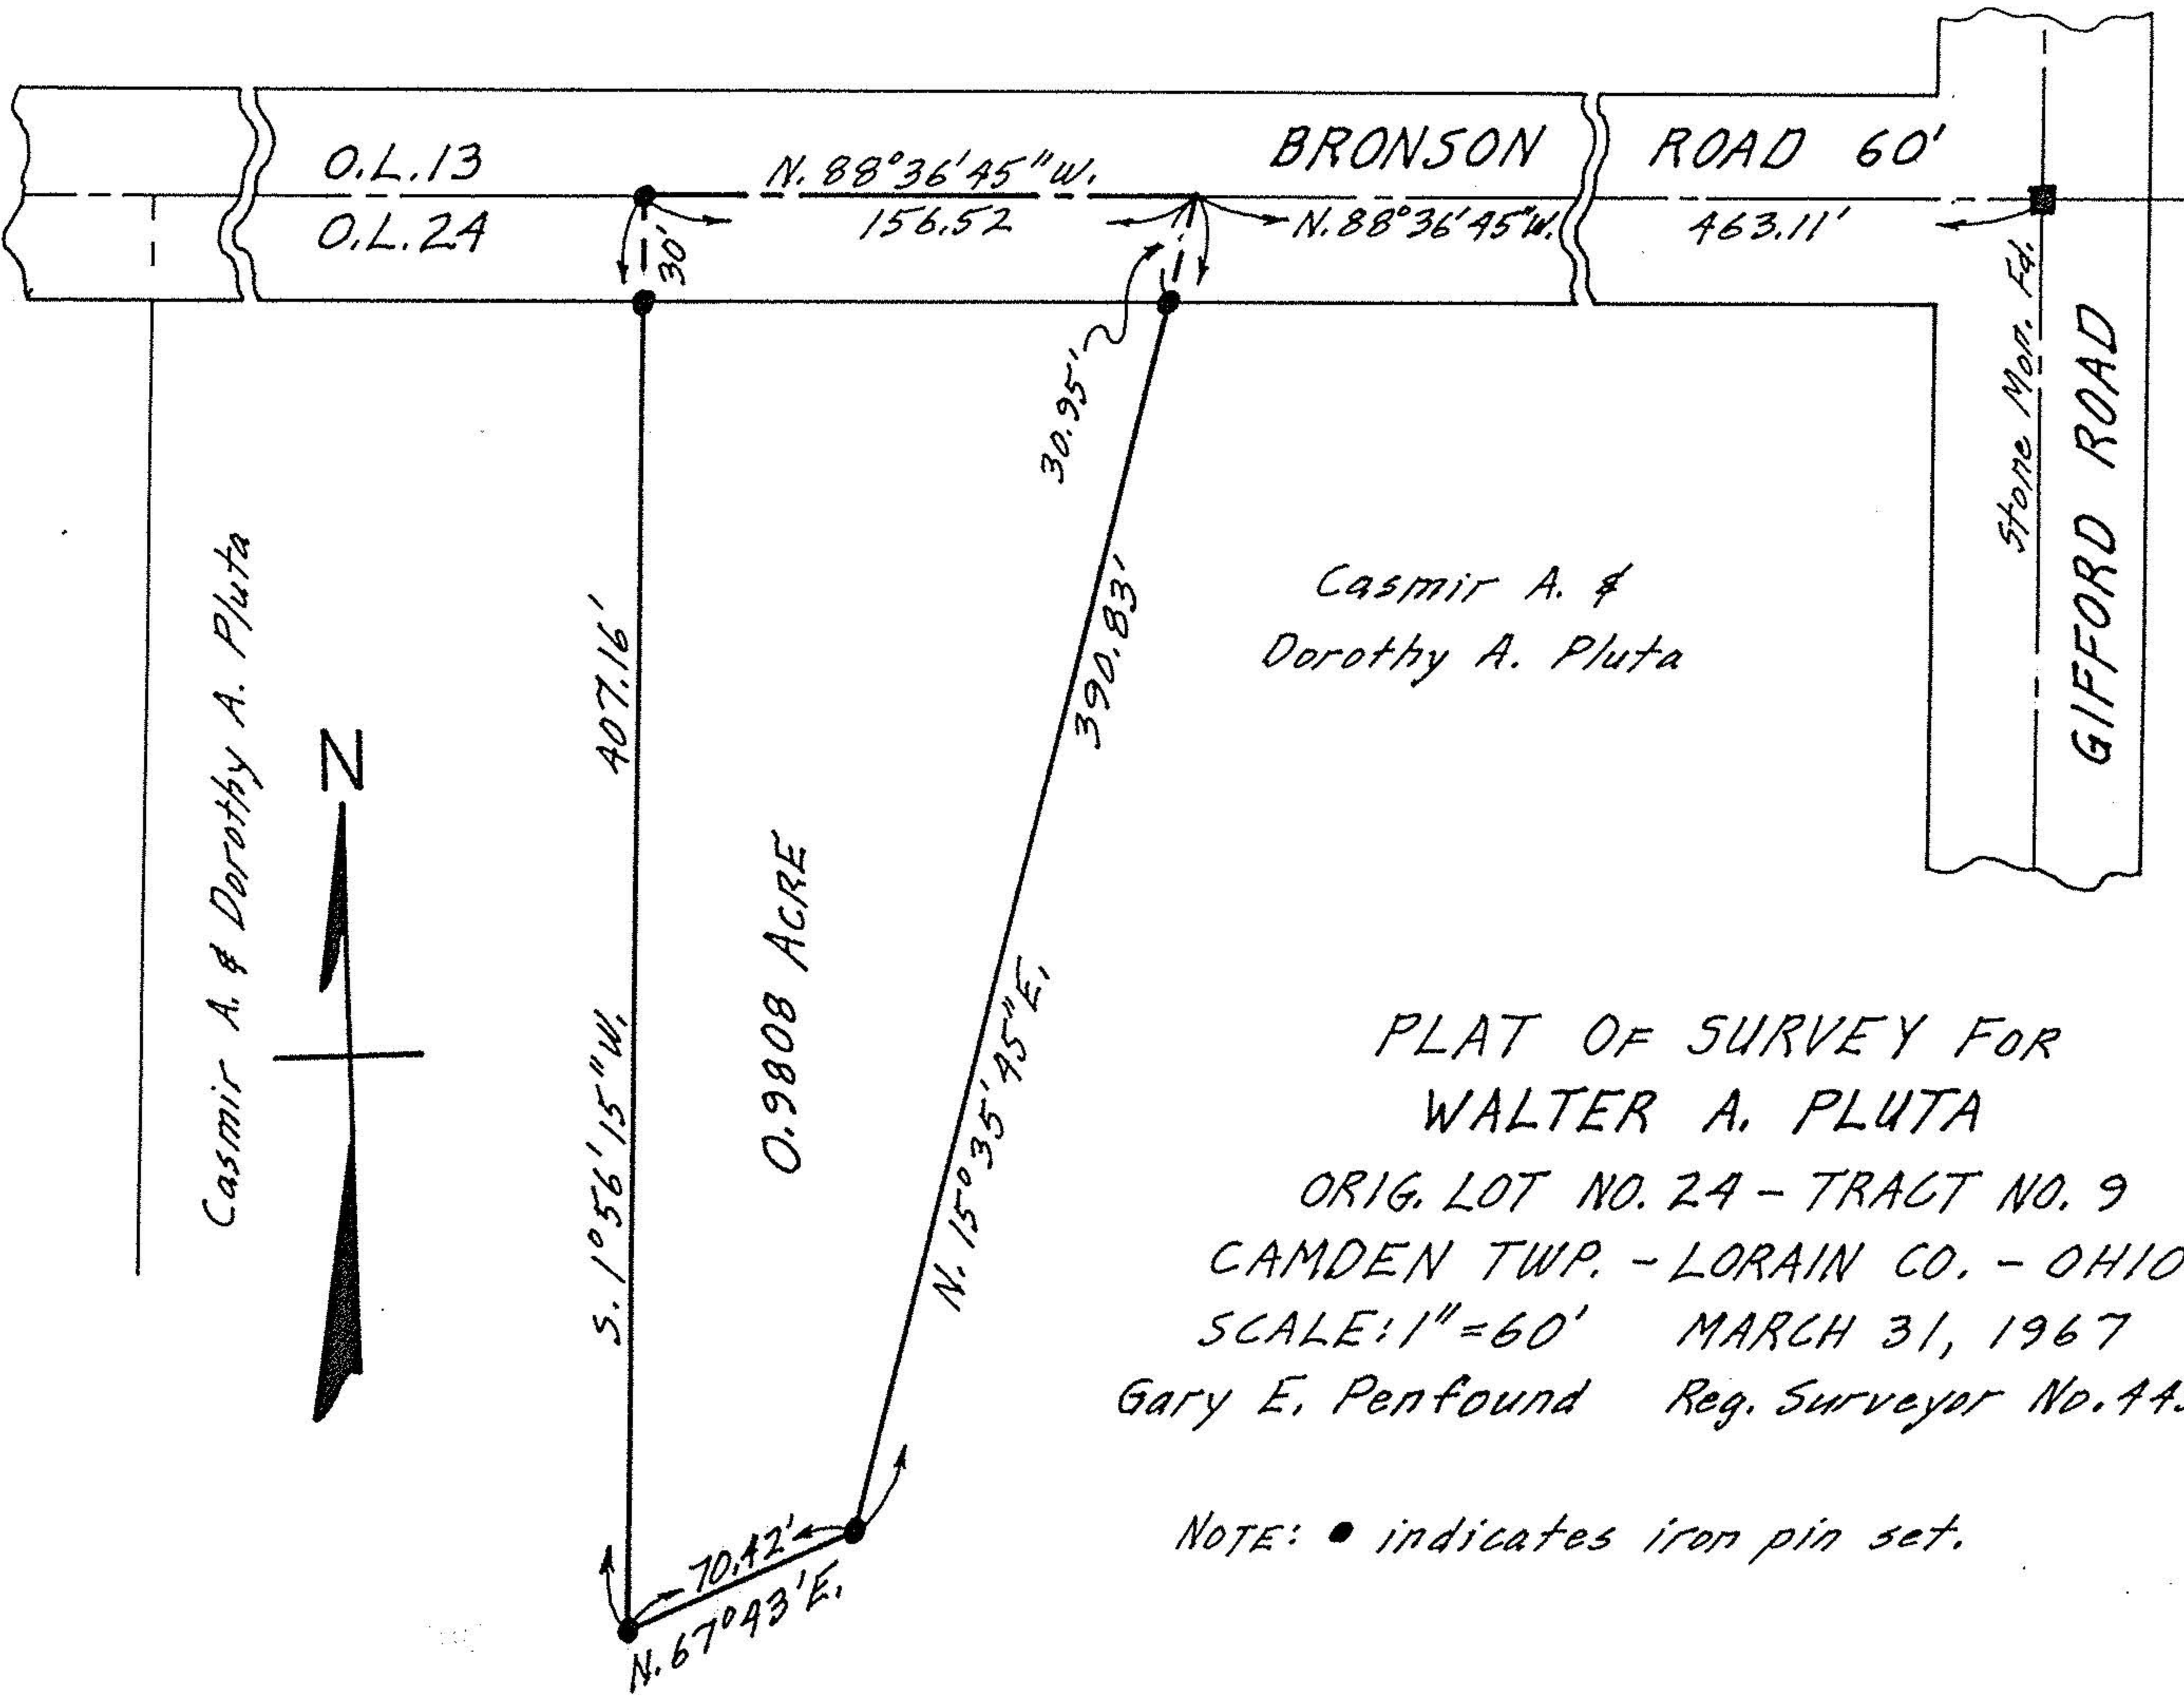 O.L.13
O.L.24
N. 88°36'45"W.
156.52
BRONSON ROAD 60'
N.88°36'45"W.
463.11'
30'
30.95'
Stone Mon. Fd.
GIFFORD ROAD
Casmir A. & Dorothy A. Pluta
N
407.16'
S. 1°56'15"W.
0.9808 ACRE
390.83'
N. 15°35'45"E.
Casmir A. &
Dorothy A. Pluta
70.42'
N. 67°43'E.
PLAT OF SURVEY FOR
WALTER A. PLUTA
ORIG. LOT NO. 24 - TRACT NO. 9
CAMDEN TWP. - LORAIN CO. - OHIO
SCALE: 1"=60' MARCH 31, 1967
Gary E. Penfound Reg. Surveyor No. 44
NOTE: ● indicates iron pin set.